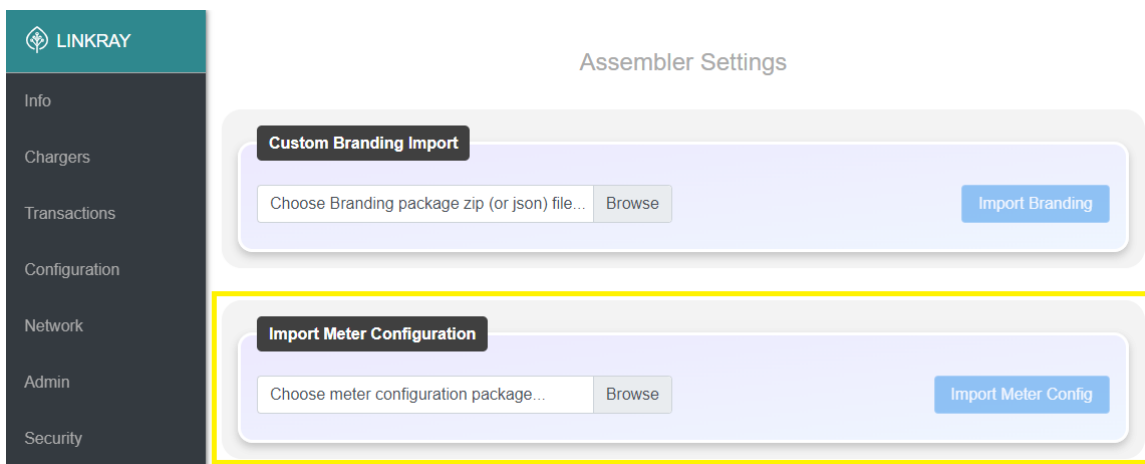 LINKRAY
Info
Chargers
Transactions
Configuration
Network
Admin
Security
Assembler Settings
Custom Branding Import
Choose Branding package zip (or json) file... Browse Import Branding
Import Meter Configuration
Choose meter configuration package... Browse Import Meter Config